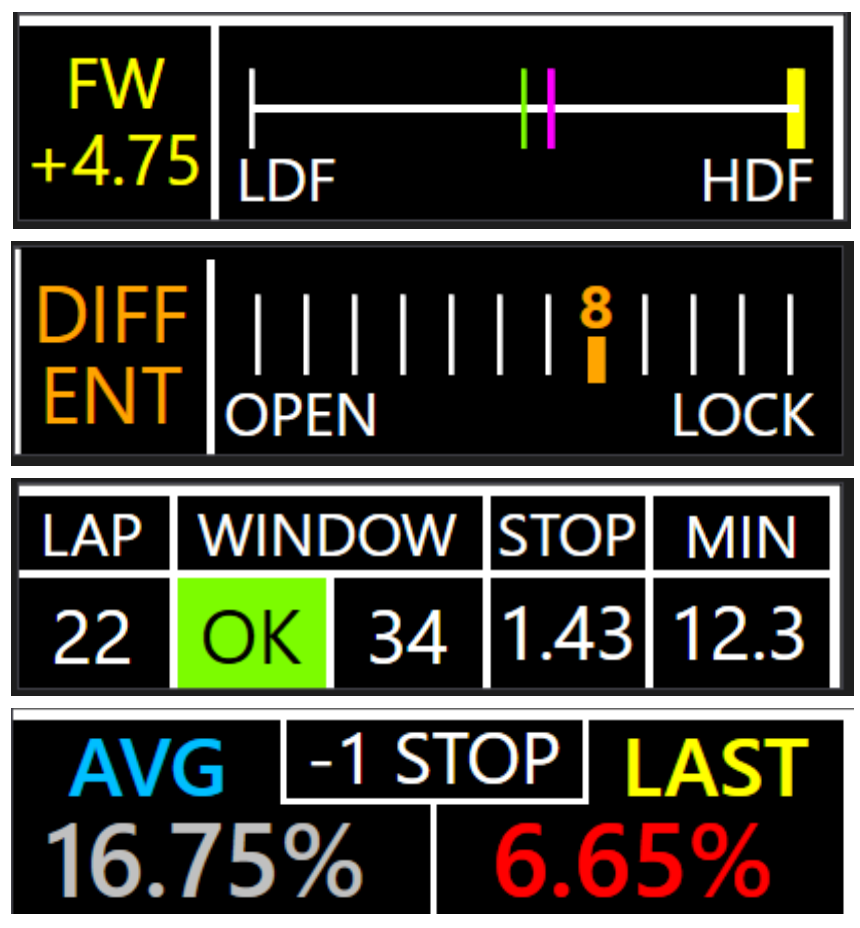 FW
+4.75
LDF HDF
DIFF
ENT
8
OPEN LOCK
LAP WINDOW STOP MIN
22 OK 34 1.43 12.3
AVG -1 STOP LAST
16.75% 6.65%